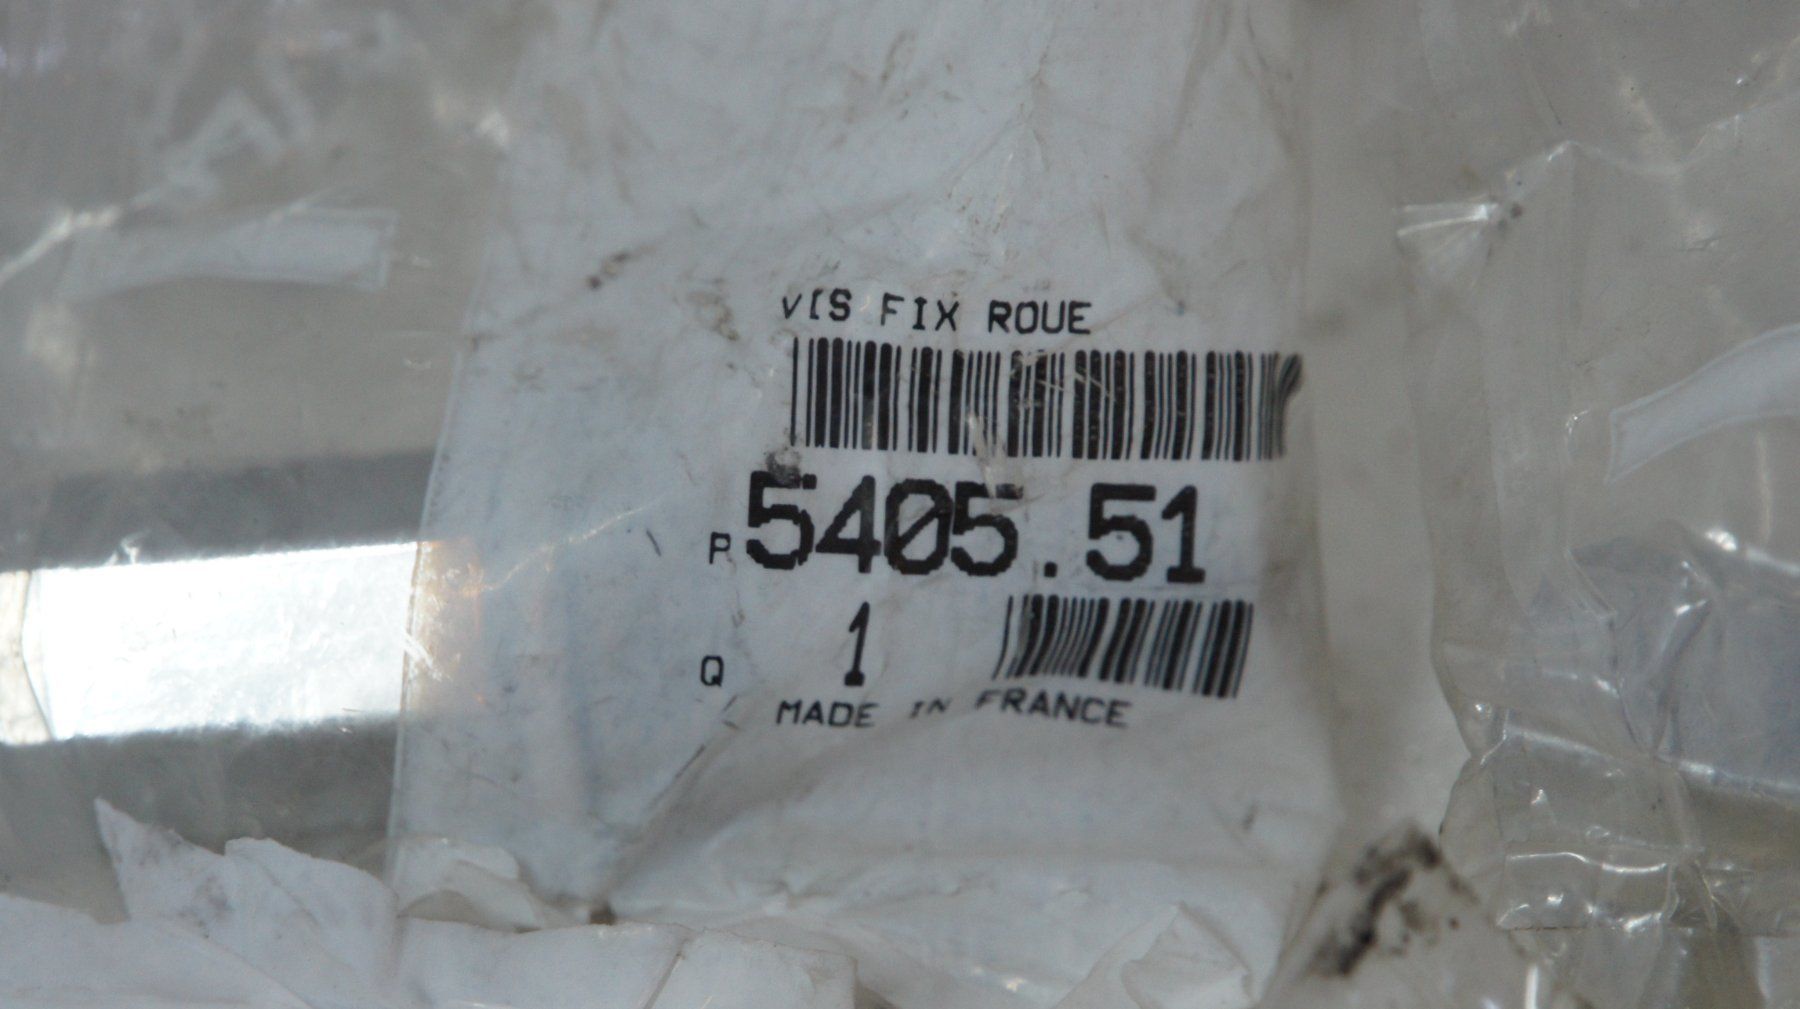 VIS FIX ROUE
P 5405.51
Q 1
MADE IN FRANCE